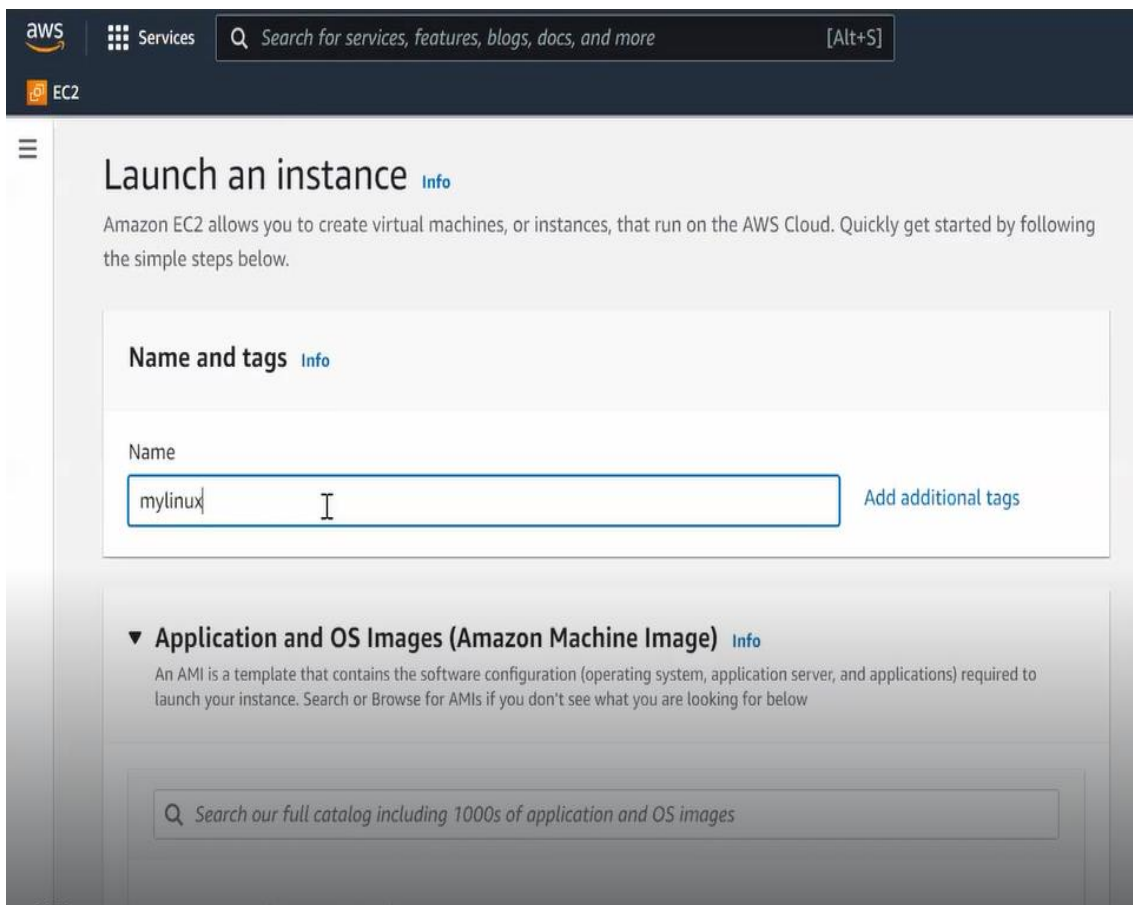 aws
Services
Search for services, features, blogs, docs, and more
[Alt+S]
EC2
Launch an instance Info
Amazon EC2 allows you to create virtual machines, or instances, that run on the AWS Cloud. Quickly get started by following
the simple steps below.
Name and tags Info
Name
mylinux
Add additional tags
Application and OS Images (Amazon Machine Image) Info
An AMI is a template that contains the software configuration (operating system, application server, and applications) required to
launch your instance. Search or Browse for AMIs if you don't see what you are looking for below
Search our full catalog including 1000s of application and OS images